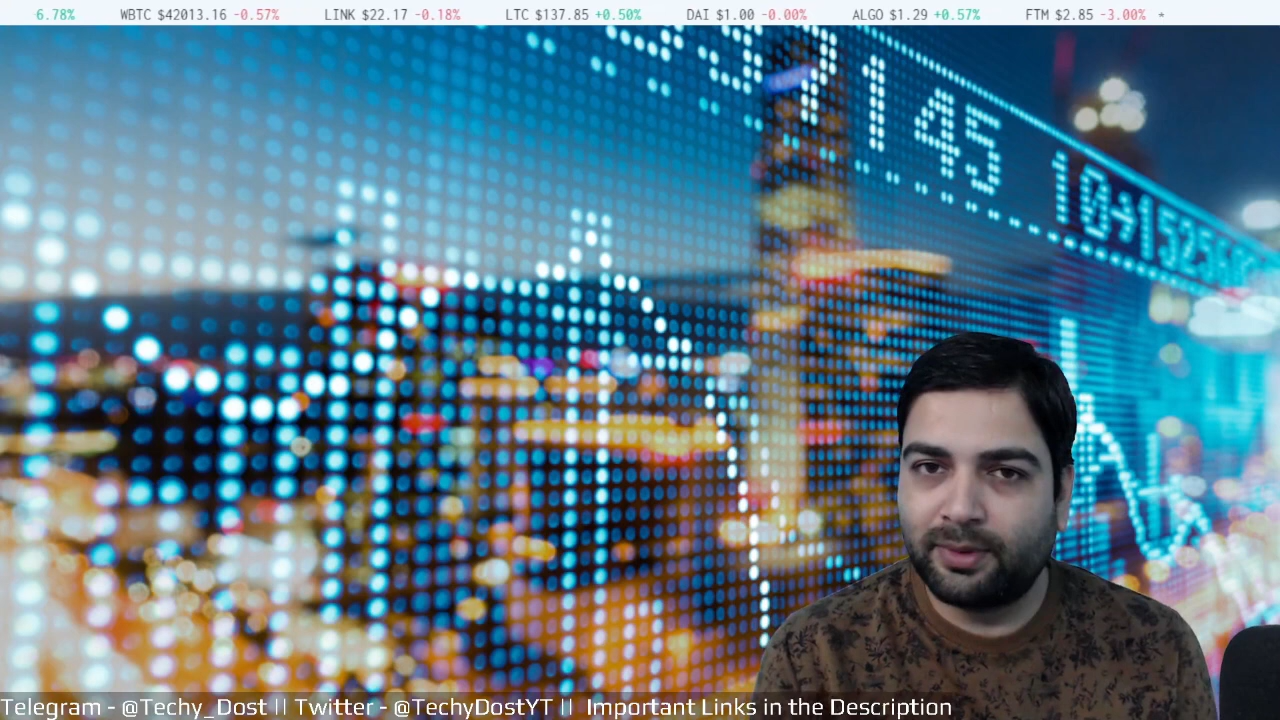 6.78% WBTC $42013.16 -0.57% LINK $22.17 -0.18% LTC $137.85 +0.50% DAI $1.00 -0.00% ALGO $1.29 +0.57% FTM $2.85 -3.00% *
145
10→1525
Telegram - @Techy_Dost || Twitter - @TechyDostYT || Important Links in the Description